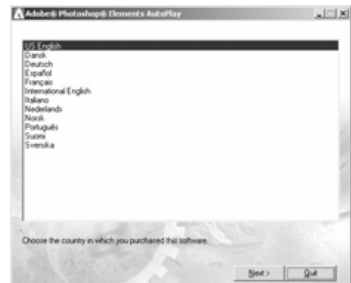 Adobe® Photoshop® Elements AutoPlay
US English
Dansk
Deutsch
Español
Français
International English
Italiano
Nederlands
Norsk
Português
Suomi
Svenska
Choose the country in which you purchased this software.
Next > Quit